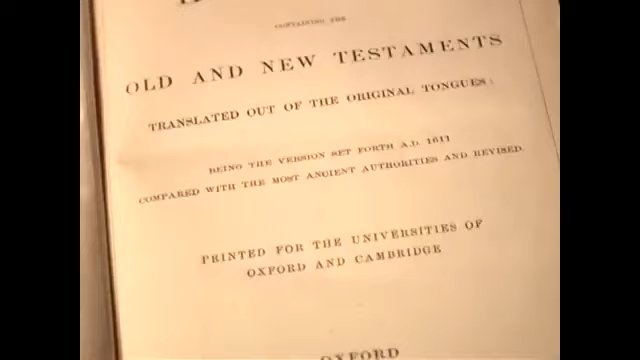 CONTAINING THE
OLD AND NEW TESTAMENTS
TRANSLATED OUT OF THE ORIGINAL TONGUES:
BEING THE VERSION SET FORTH A.D. 1611
COMPARED WITH THE MOST ANCIENT AUTHORITIES AND REVISED.
PRINTED FOR THE UNIVERSITIES OF
OXFORD AND CAMBRIDGE
OXFORD